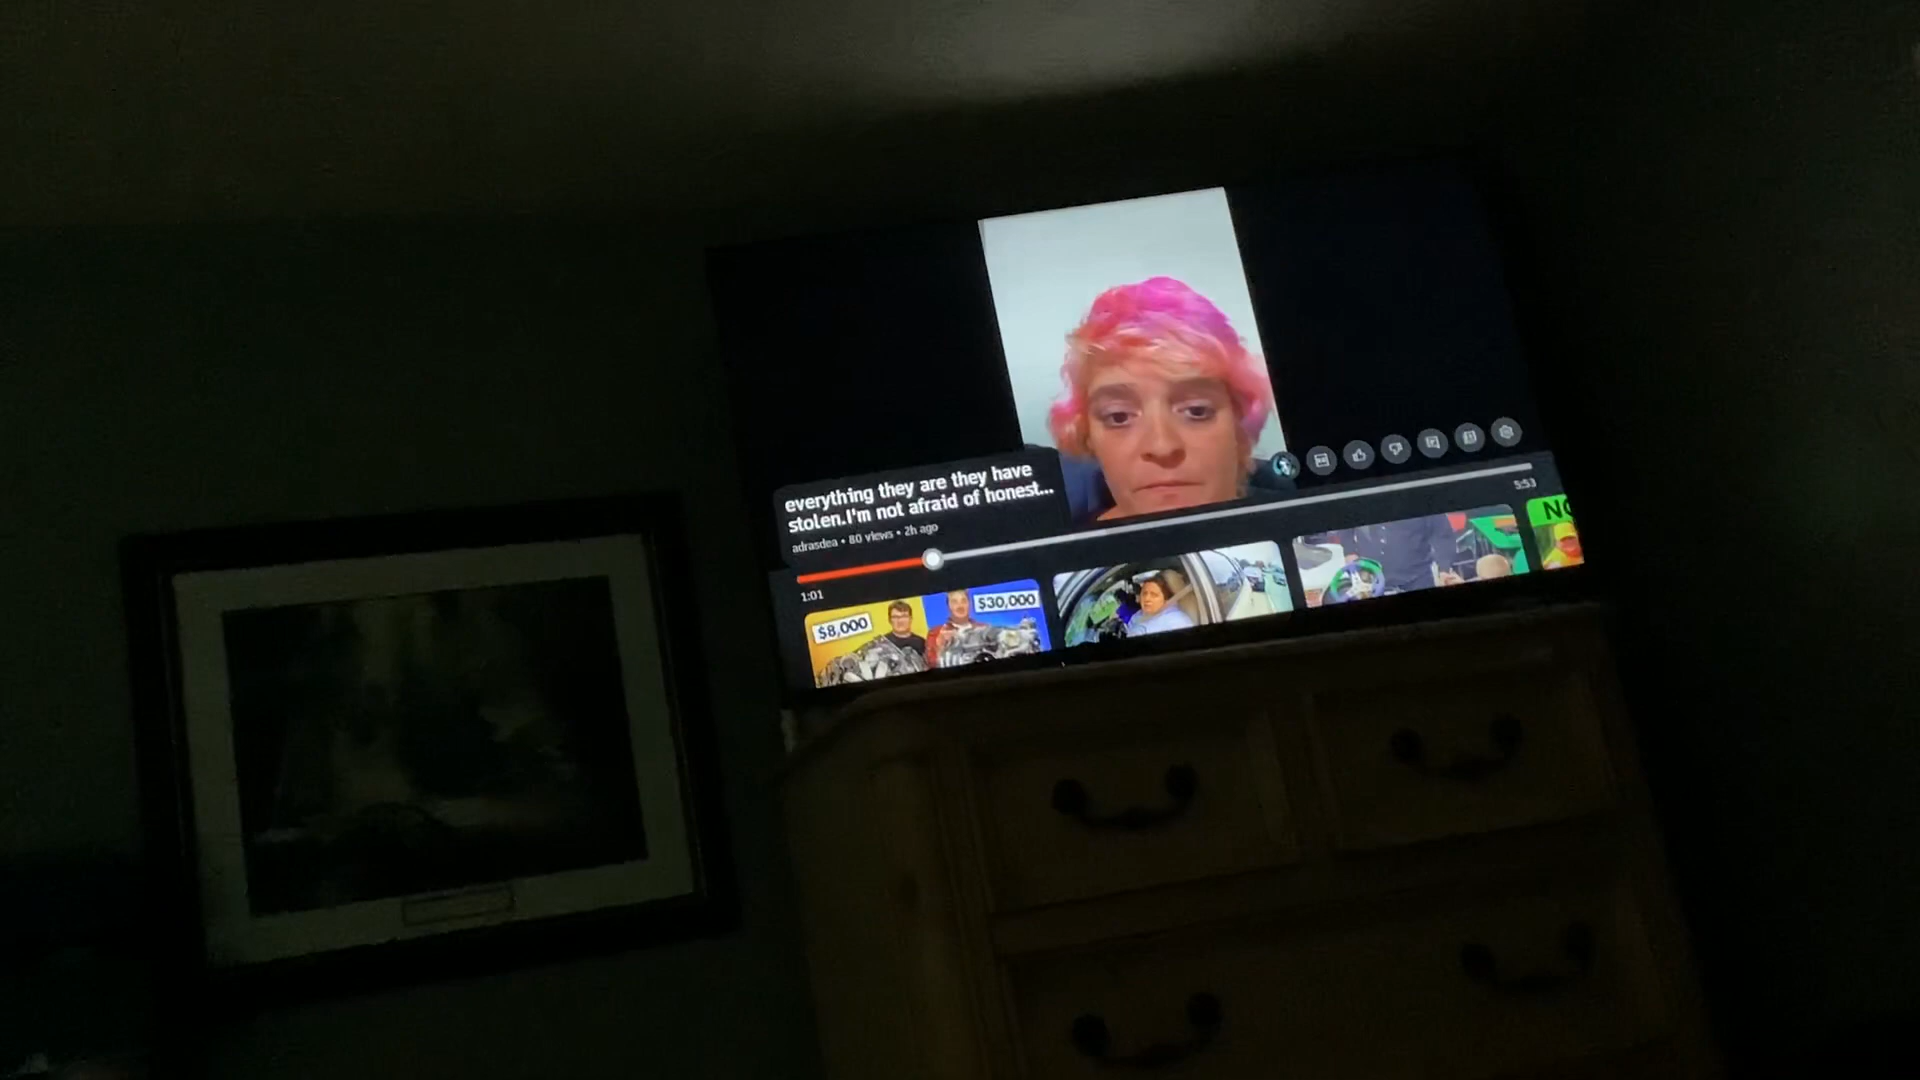 everything they are they have
stolen.I'm not afraid of honest...
adrasdea • 80 views • 2h ago
5:53
1:01
$8,000
$30,000